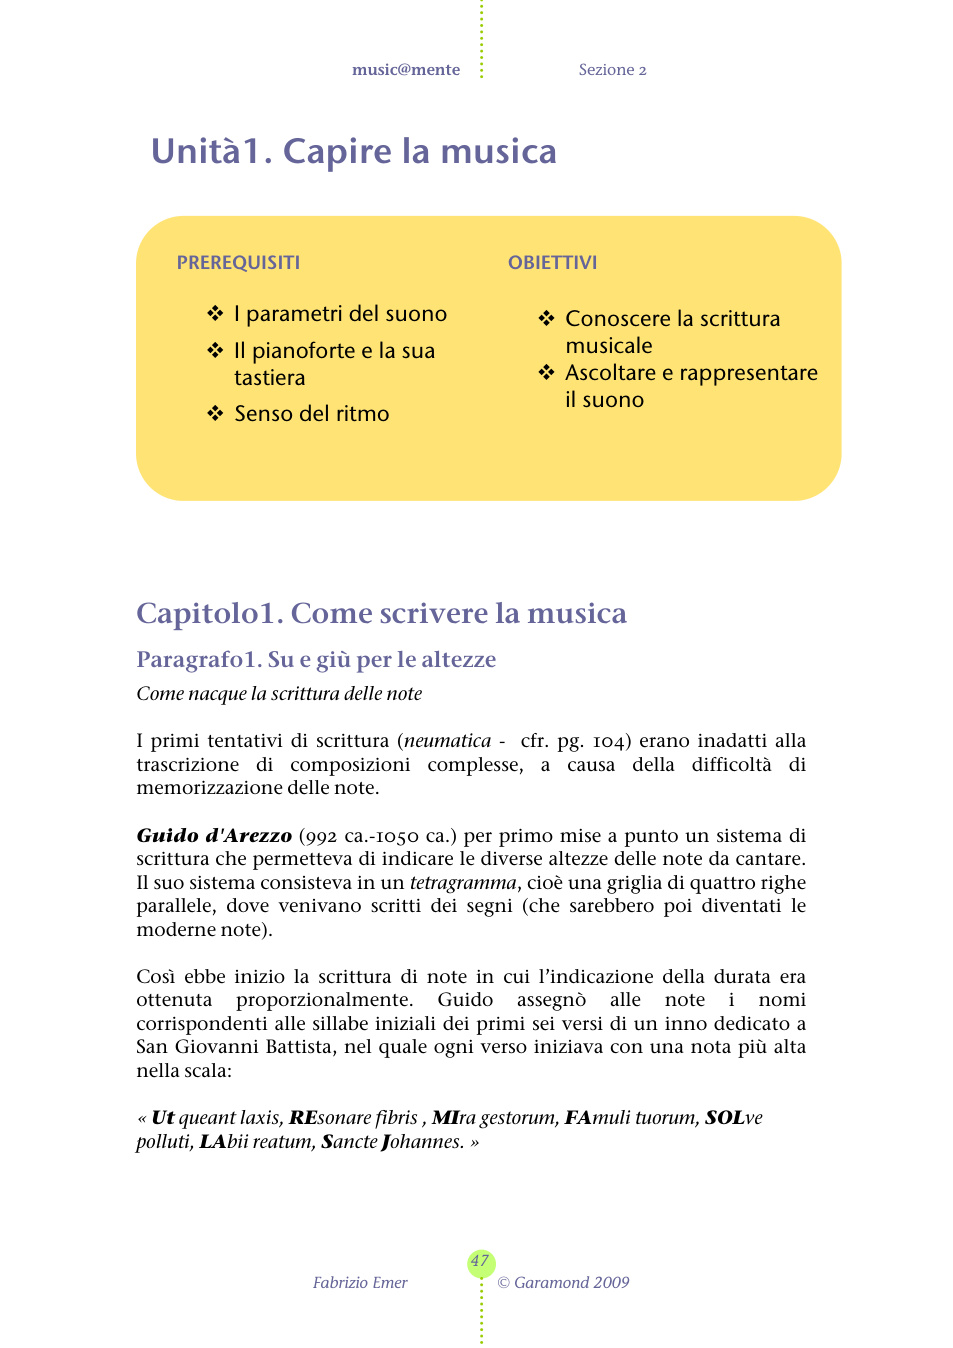 music@mente Sezione 2
Unità1. Capire la musica
PREREQUISITI
❖ I parametri del suono
❖ Il pianoforte e la sua
tastiera
❖ Senso del ritmo
OBIETTIVI
❖ Conoscere la scrittura
musicale
❖ Ascoltare e rappresentare
il suono
Capitolo1. Come scrivere la musica
Paragrafo1. Su e giù per le altezze
Come nacque la scrittura delle note
I primi tentativi di scrittura (neumatica - cfr. pg. 104) erano inadatti alla
trascrizione di composizioni complesse, a causa della difficoltà di
memorizzazione delle note.
Guido d'Arezzo (992 ca.-1050 ca.) per primo mise a punto un sistema di
scrittura che permetteva di indicare le diverse altezze delle note da cantare.
Il suo sistema consisteva in un tetragramma, cioè una griglia di quattro righe
parallele, dove venivano scritti dei segni (che sarebbero poi diventati le
moderne note).
Così ebbe inizio la scrittura di note in cui l’indicazione della durata era
ottenuta proporzionalmente. Guido assegnò alle note i nomi
corrispondenti alle sillabe iniziali dei primi sei versi di un inno dedicato a
San Giovanni Battista, nel quale ogni verso iniziava con una nota più alta
nella scala:
« Ut queant laxis, REsonare fibris , MIra gestorum, FAmuli tuorum, SOLve
polluti, LAbii reatum, Sancte Johannes. »
47
Fabrizio Emer © Garamond 2009